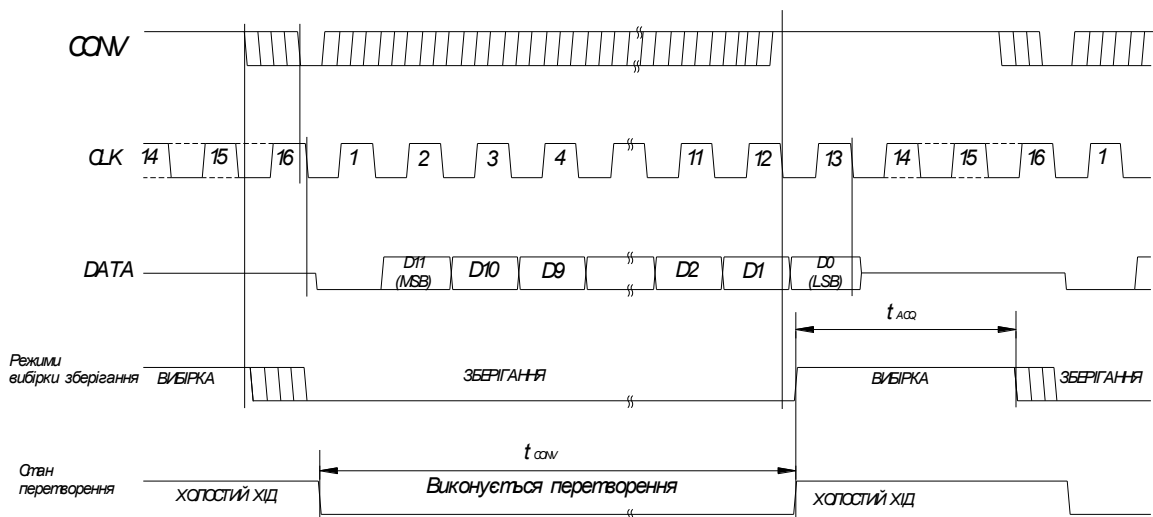 CONV
CLK 14 15 16 1 2 3 4 11 12 13 14 15 16 1
DATA D11 (MSB) D10 D9 D2 D1 D0 (LSB)
t ACQ
Режими
вибірки зберігання ВИБІРКА ЗБЕРІГАННЯ ВИБІРКА ЗБЕРІГАННЯ
t CONV
Стан
перетворення ХОЛОСТИЙ ХІД Виконується перетворення ХОЛОСТИЙ ХІД